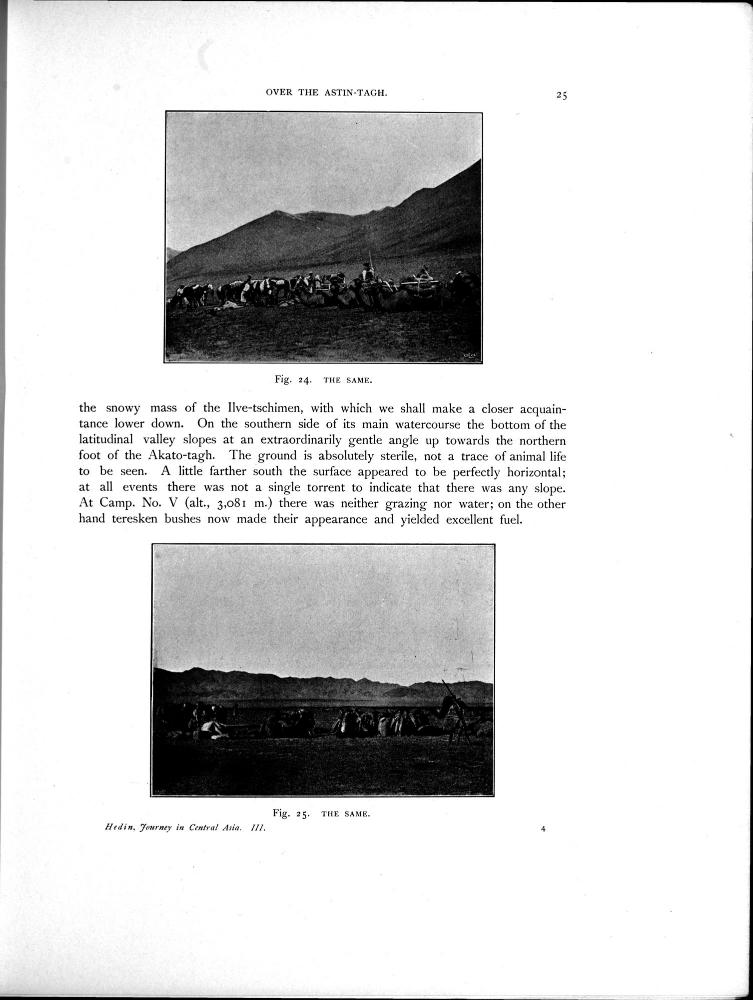 OVER THE ASTIN-TAGH.
25
Fig. 24. THE SAME.
the snowy mass of the Ilve-tschimen, with which we shall make a closer acquain-
tance lower down. On the southern side of its main watercourse the bottom of the
latitudinal valley slopes at an extraordinarily gentle angle up towards the northern
foot of the Akato-tagh. The ground is absolutely sterile, not a trace of animal life
to be seen. A little farther south the surface appeared to be perfectly horizontal;
at all events there was not a single torrent to indicate that there was any slope.
At Camp. No. V (alt., 3,081 m.) there was neither grazing nor water; on the other
hand teresken bushes now made their appearance and yielded excellent fuel.
Fig. 25. THE SAME.
Hedin, Journey in Central Asia. III.
4